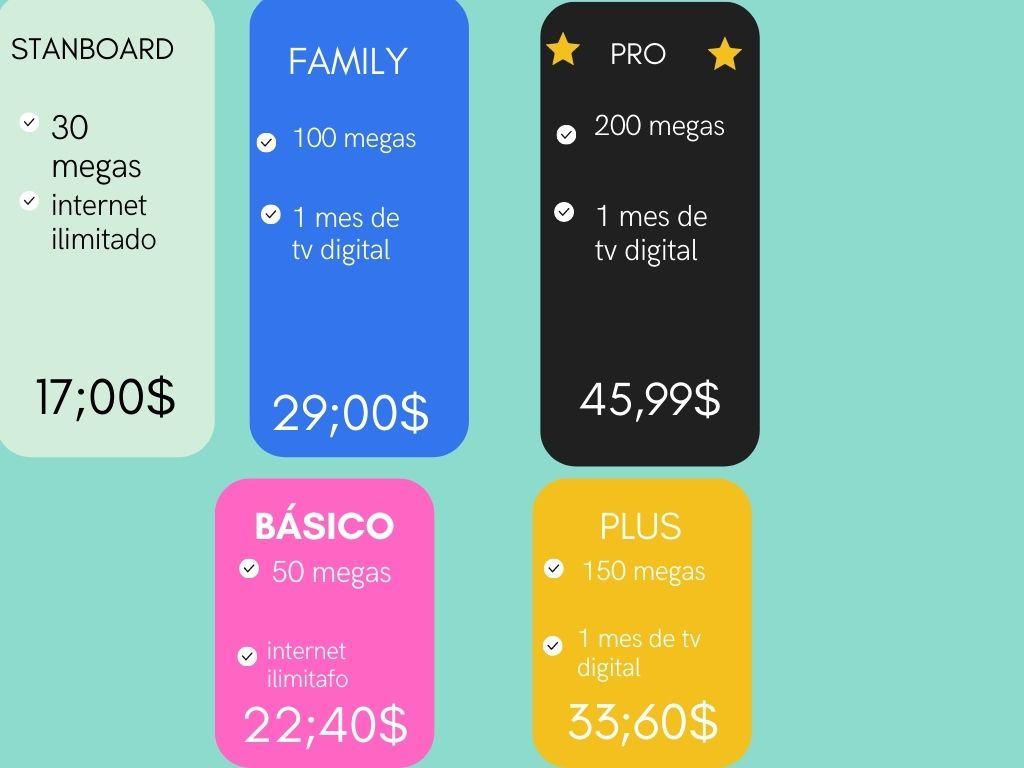 STANBOARD
30
megas
internet
ilimitado
17;00$
FAMILY
100 megas
1 mes de
tv digital
29;00$
PRO
200 megas
1 mes de
tv digital
45,99$
BÁSICO
50 megas
internet
ilimitafo
22;40$
PLUS
150 megas
1 mes de tv
digital
33;60$